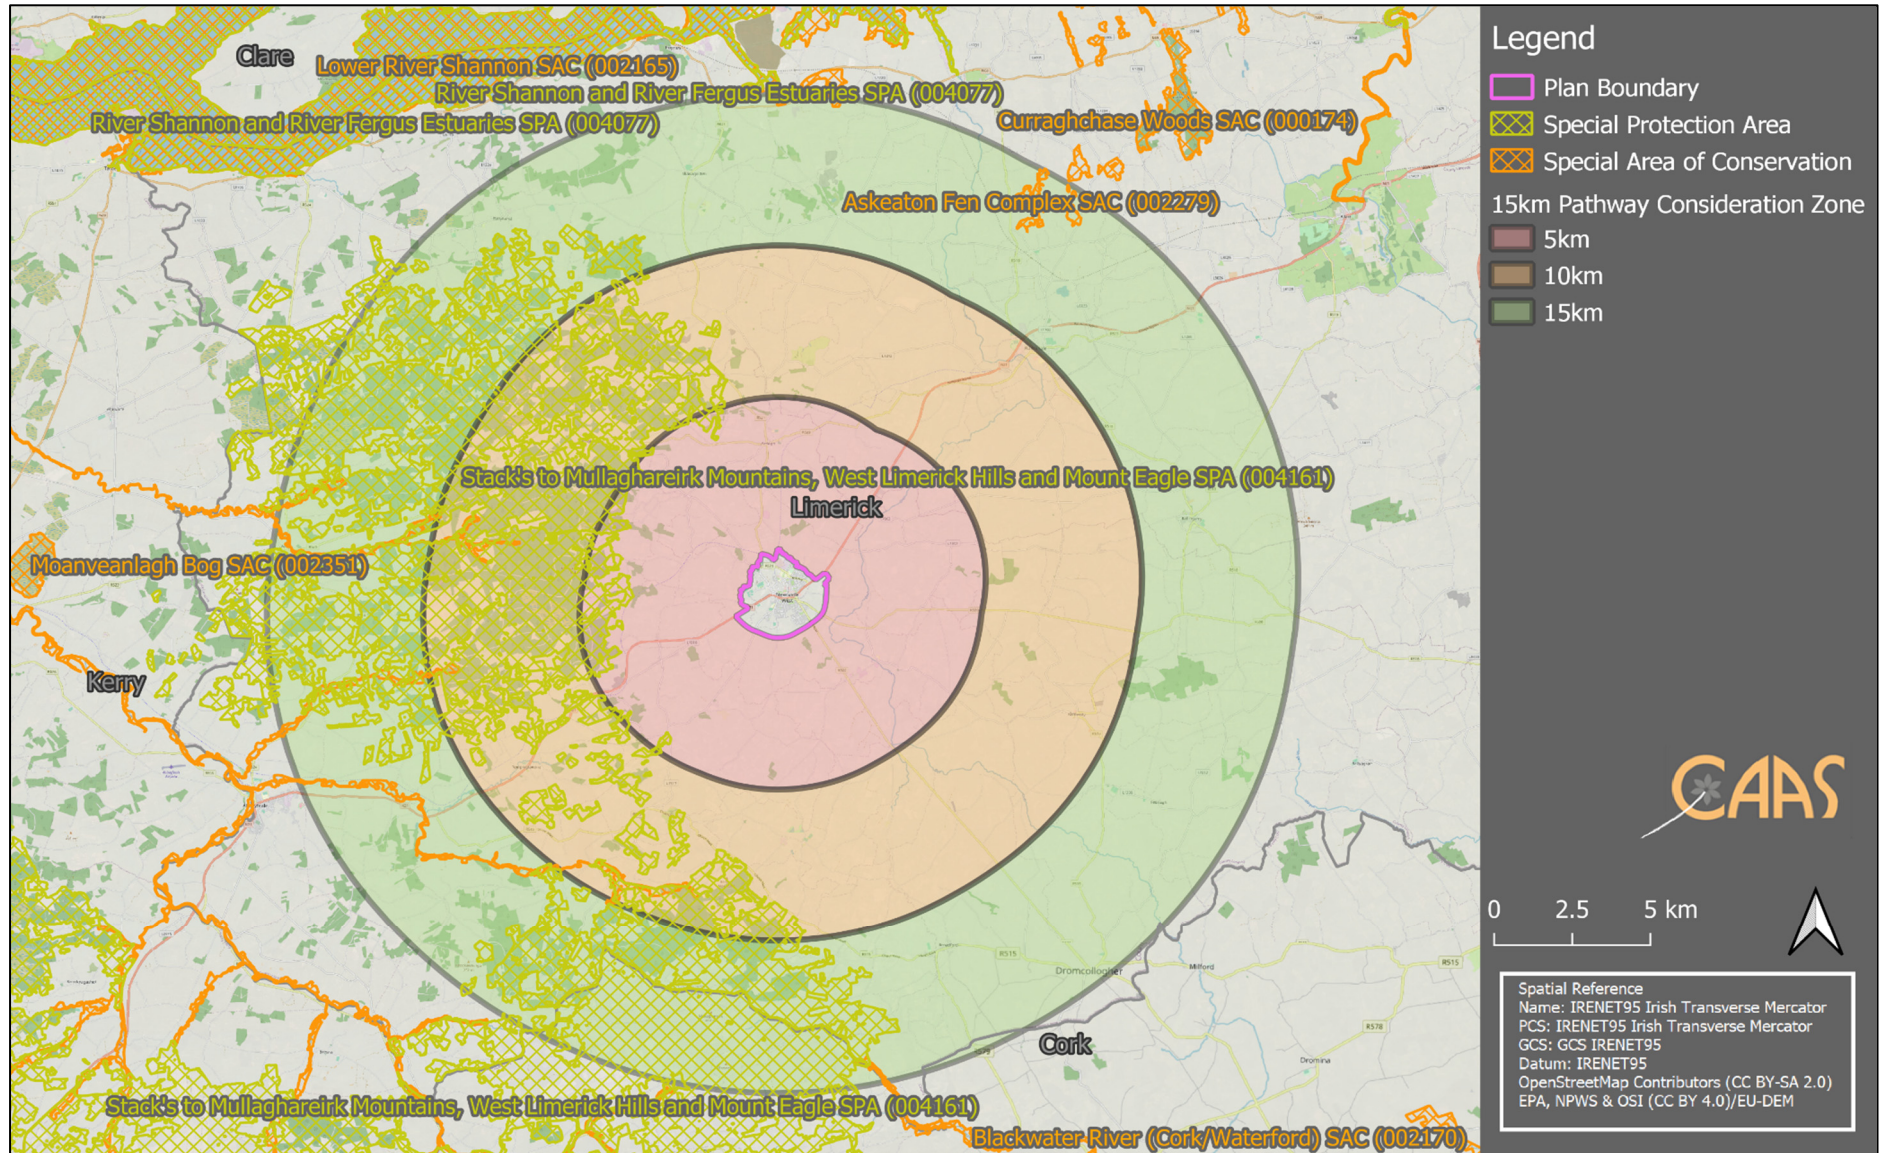 Clare
Lower River Shannon SAC (002165)
River Shannon and River Fergus Estuaries SPA (004077)
River Shannon and River Fergus Estuaries SPA (004077)
Curraghchase Woods SAC (000174)
Askeaton Fen Complex SAC (002279)
Stack's to Mullaghareirk Mountains, West Limerick Hills and Mount Eagle SPA (004161)
Limerick
Moanveanlagh Bog SAC (002351)
Kerry
R515
Dromcollogher
Milford
R515
R578
Cork
Dromina
Stack's to Mullaghareirk Mountains, West Limerick Hills and Mount Eagle SPA (004161)
Blackwater River (Cork/Waterford) SAC (002170)
Legend
Plan Boundary
Special Protection Area
Special Area of Conservation
15km Pathway Consideration Zone
5km
10km
15km
CAAS
0 2.5 5 km
Spatial Reference
Name: IRENET95 Irish Transverse Mercator
PCS: IRENET95 Irish Transverse Mercator
GCS: GCS IRENET95
Datum: IRENET95
OpenStreetMap Contributors (CC BY-SA 2.0)
EPA, NPWS & OSI (CC BY 4.0)/EU-DEM